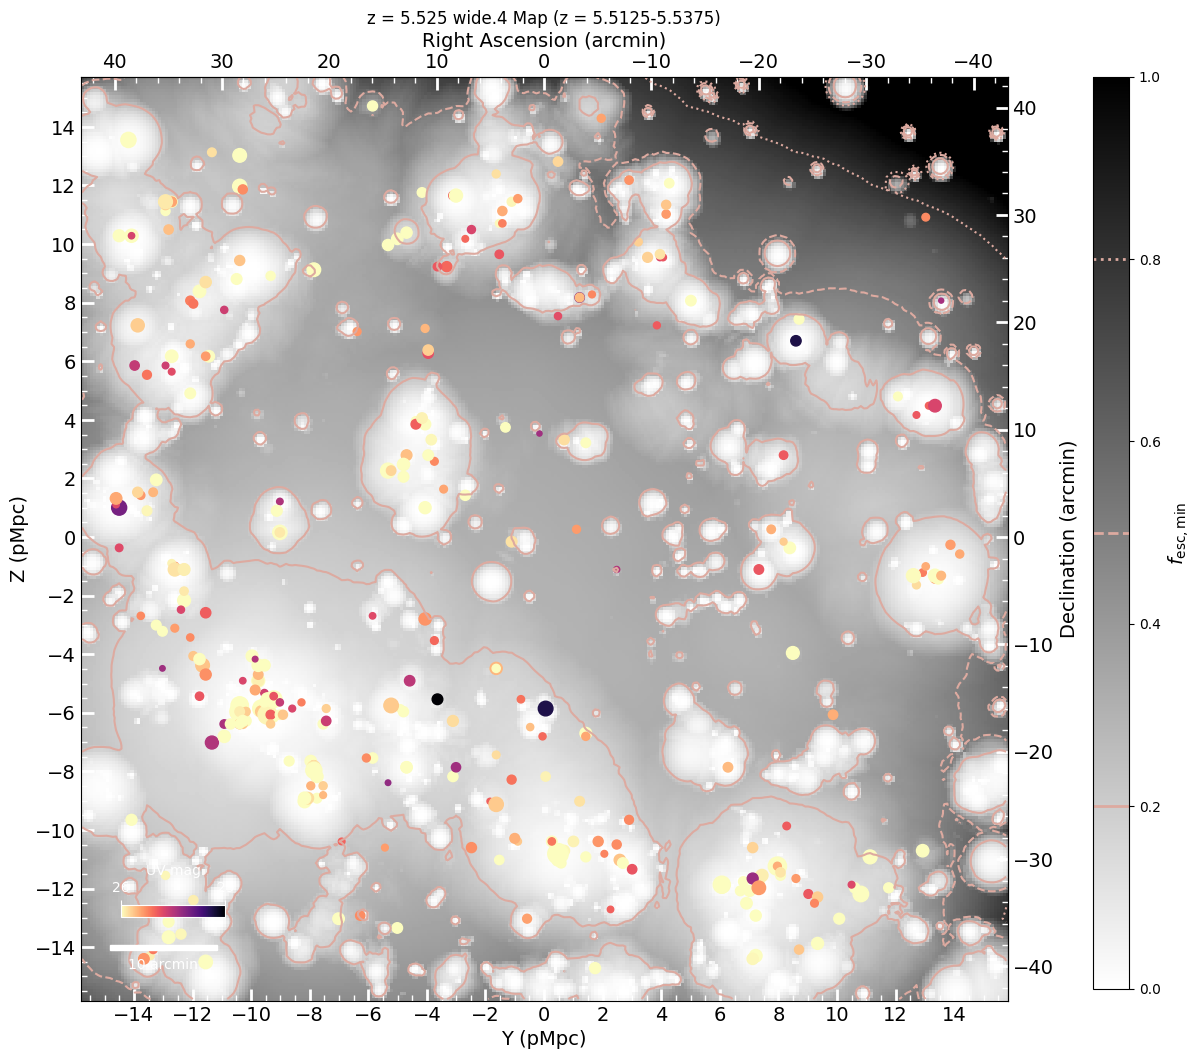 z = 5.525 wide.4 Map (z = 5.5125-5.5375)
Right Ascension (arcmin)
40 30 20 10 0 −10 −20 −30 −40
14 12 10 8 6 4 2 0 −2 −4 −6 −8 −10 −12 −14
Z (pMpc)
UV mag
10 arcmin
−14 −12 −10 −8 −6 −4 −2 0 2 4 6 8 10 12 14
Y (pMpc)
40 30 20 10 0 −10 −20 −30 −40
Declination (arcmin)
1.0 0.8 0.6 0.4 0.2 0.0
fesc,min